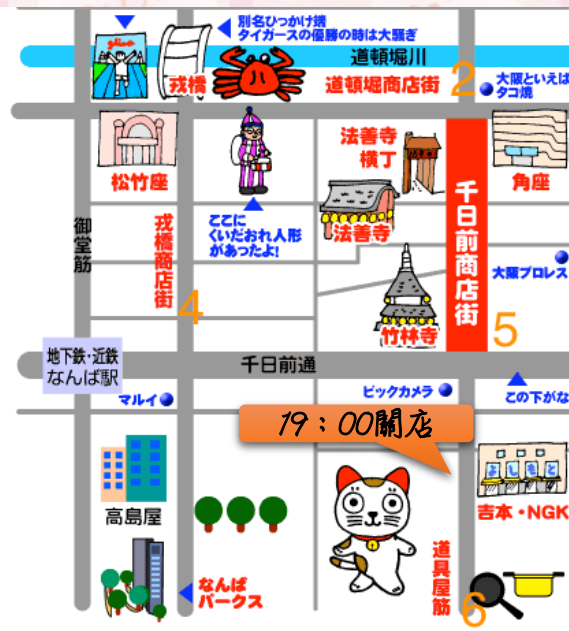 別名ひっかけ端
タイガースの優勝の時は大騒ぎ
glico
道頓堀川
戎橋
道頓堀商店街
2
大阪といえば
タコ焼
松竹座
法善寺
横丁
角座
御堂筋
戎橋商店街
ここに
くいだおれ人形
があったよ!
法善寺
千日前商店街
大阪プロレス
4
竹林寺
5
地下鉄・近鉄
なんば駅
千日前通
マルイ
ビックカメラ
この下がな
19：00關店
よしもと
高島屋
吉本・NGK
なんば
パークス
道具屋筋
6